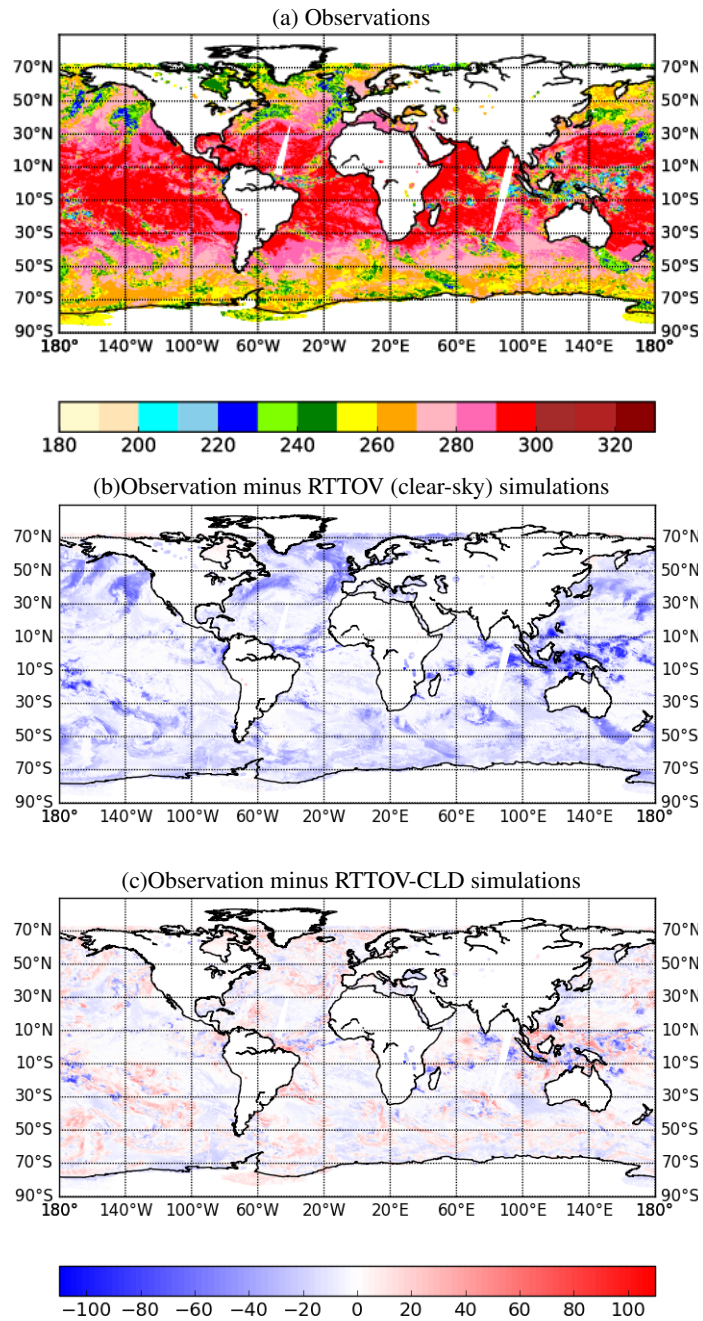 (a) Observations
70°N 70°N
50°N 50°N
30°N 30°N
10°N 10°N
10°S 10°S
30°S 30°S
50°S 50°S
70°S 70°S
90°S 90°S
180° 140°W 100°W 60°W 20°W 20°E 60°E 100°E 140°E 180°
180 200 220 240 260 280 300 320
(b)Observation minus RTTOV (clear-sky) simulations
70°N 70°N
50°N 50°N
30°N 30°N
10°N 10°N
10°S 10°S
30°S 30°S
50°S 50°S
70°S 70°S
90°S 90°S
180° 140°W 100°W 60°W 20°W 20°E 60°E 100°E 140°E 180°
(c)Observation minus RTTOV-CLD simulations
70°N 70°N
50°N 50°N
30°N 30°N
10°N 10°N
10°S 10°S
30°S 30°S
50°S 50°S
70°S 70°S
90°S 90°S
180° 140°W 100°W 60°W 20°W 20°E 60°E 100°E 140°E 180°
−100 −80 −60 −40 −20 0 20 40 60 80 100